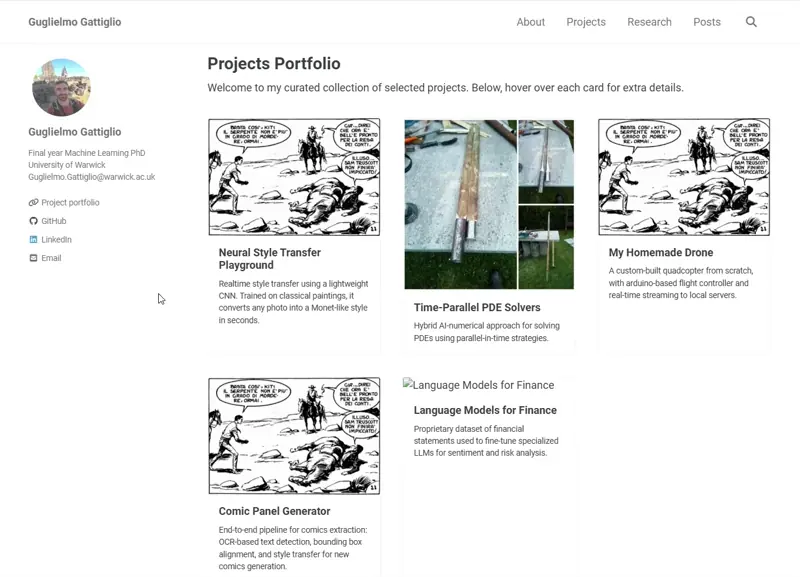 Guglielmo Gattiglio
About
Projects
Research
Posts
Guglielmo Gattiglio
Final year Machine Learning PhD
University of Warwick
Guglielmo.Gattiglio@warwick.ac.uk
Project portfolio
GitHub
LinkedIn
Email
Projects Portfolio
Welcome to my curated collection of selected projects. Below, hover over each card for extra details.
BASTA COSI', KIT!
IL SERPENTE NON E' PIU'
IN GRADO DI MORDE-
RE, ORMAI.
GUP...DIREI
CHE ORA E'
BELL'E PRONTO
PER LA RESA
DEI CONTI.
ILLUSO...
SAM TRUSCOTT
NON FINIRA'
IMPICCATO!
Neural Style Transfer
Playground
Realtime style transfer using a lightweight
CNN. Trained on classical paintings, it
converts any photo into a Monet-like style
in seconds.
Time-Parallel PDE Solvers
Hybrid AI-numerical approach for solving
PDEs using parallel-in-time strategies.
BASTA COSI', KIT!
IL SERPENTE NON E' PIU'
IN GRADO DI MORDE-
RE, ORMAI.
GUP...DIREI
CHE ORA E'
BELL'E PRONTO
PER LA RESA
DEI CONTI.
ILLUSO...
SAM TRUSCOTT
NON FINIRA'
IMPICCATO!
My Homemade Drone
A custom-built quadcopter from scratch,
with arduino-based flight controller and
real-time streaming to local servers.
BASTA COSI', KIT!
IL SERPENTE NON E' PIU'
IN GRADO DI MORDE-
RE, ORMAI.
GUP...DIREI
CHE ORA E'
BELL'E PRONTO
PER LA RESA
DEI CONTI.
ILLUSO...
SAM TRUSCOTT
NON FINIRA'
IMPICCATO!
Comic Panel Generator
End-to-end pipeline for comics extraction:
OCR-based text detection, bounding box
alignment, and style transfer for new
comics generation.
Language Models for Finance
Language Models for Finance
Proprietary dataset of financial
statements used to fine-tune specialized
LLMs for sentiment and risk analysis.